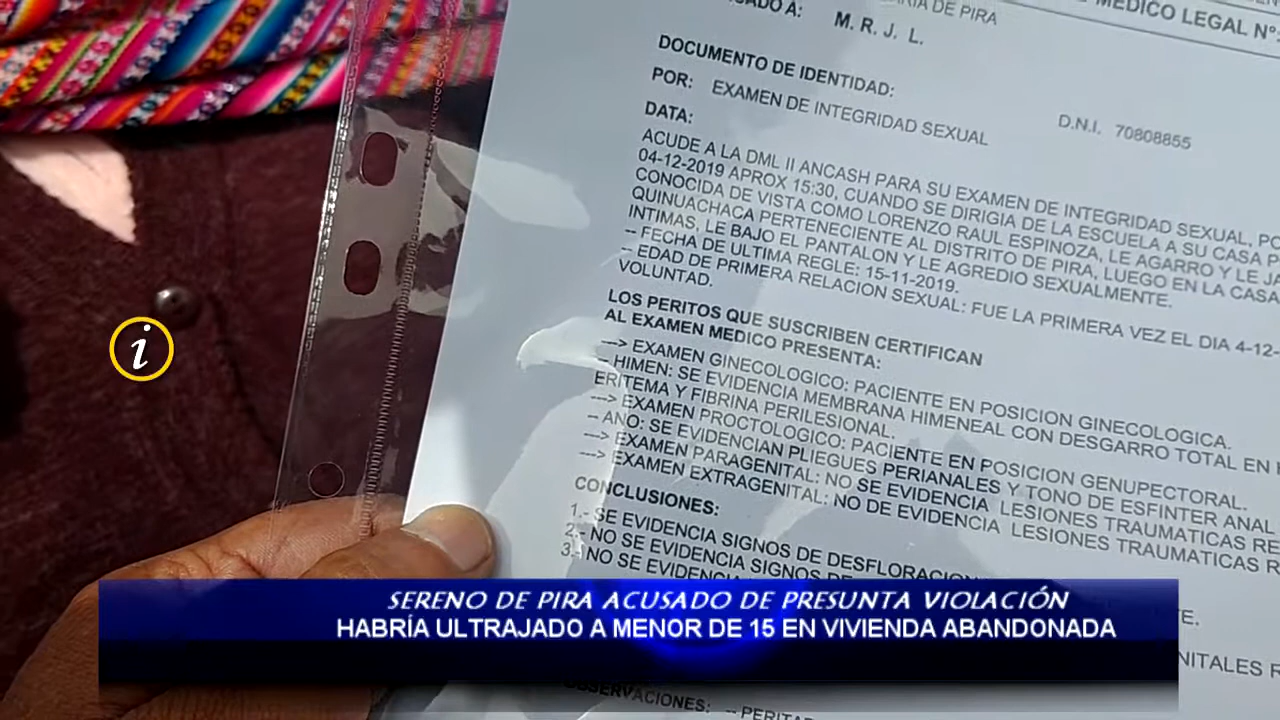 MEDICO LEGAL Nº:
DE PIRA
A: M. R. J. L.
DOCUMENTO DE IDENTIDAD:
D.N.I. 70808855
POR: EXAMEN DE INTEGRIDAD SEXUAL
DATA:
ACUDE A LA DML II ANCASH PARA SU EXAMEN DE INTEGRIDAD SEXUAL,
04-12-2019 APROX 15:30, CUANDO SE DIRIGIA DE LA ESCUELA A SU CASA
CONOCIDA DE VISTA COMO LORENZO RAUL ESPINOZA, LE AGARRO Y LE
QUINUACHACA PERTENECIENTE AL DISTRITO DE PIRA, LUEGO EN LA CASA
INTIMAS, LE BAJO EL PANTALON Y LE AGREDIO SEXUALMENTE.
-- FECHA DE ULTIMA REGLE: 15-11-2019.
-- EDAD DE PRIMERA RELACION SEXUAL: FUE LA PRIMERA VEZ EL DIA 4-12-
VOLUNTAD.
LOS PERITOS QUE SUSCRIBEN CERTIFICAN
AL EXAMEN MEDICO PRESENTA:
---> EXAMEN GINECOLOGICO: PACIENTE EN POSICION GINECOLOGICA.
-- HIMEN: SE EVIDENCIA MEMBRANA HIMENEAL CON DESGARRO TOTAL EN
ERITEMA Y FIBRINA PERILESIONAL.
---> EXAMEN PROCTOLOGICO: PACIENTE EN POSICION GENUPECTORAL.
-- ANO: SE EVIDENCIAN PLIEGUES PERIANALES Y TONO DE ESFINTER ANAL
---> EXAMEN PARAGENITAL: NO SE EVIDENCIA LESIONES TRAUMATICAS
---> EXAMEN EXTRAGENITAL: NO DE EVIDENCIA LESIONES TRAUMATICAS
CONCLUSIONES:
1.- SE EVIDENCIA SIGNOS DE DESFLORACION
2.- NO SE EVIDENCIA SIGNOS DE
3.- NO SE EVIDENCIA
OBSERVACIONES:
i
SERENO DE PIRA ACUSADO DE PRESUNTA VIOLACIÓN
HABRÍA ULTRAJADO A MENOR DE 15 EN VIVIENDA ABANDONADA